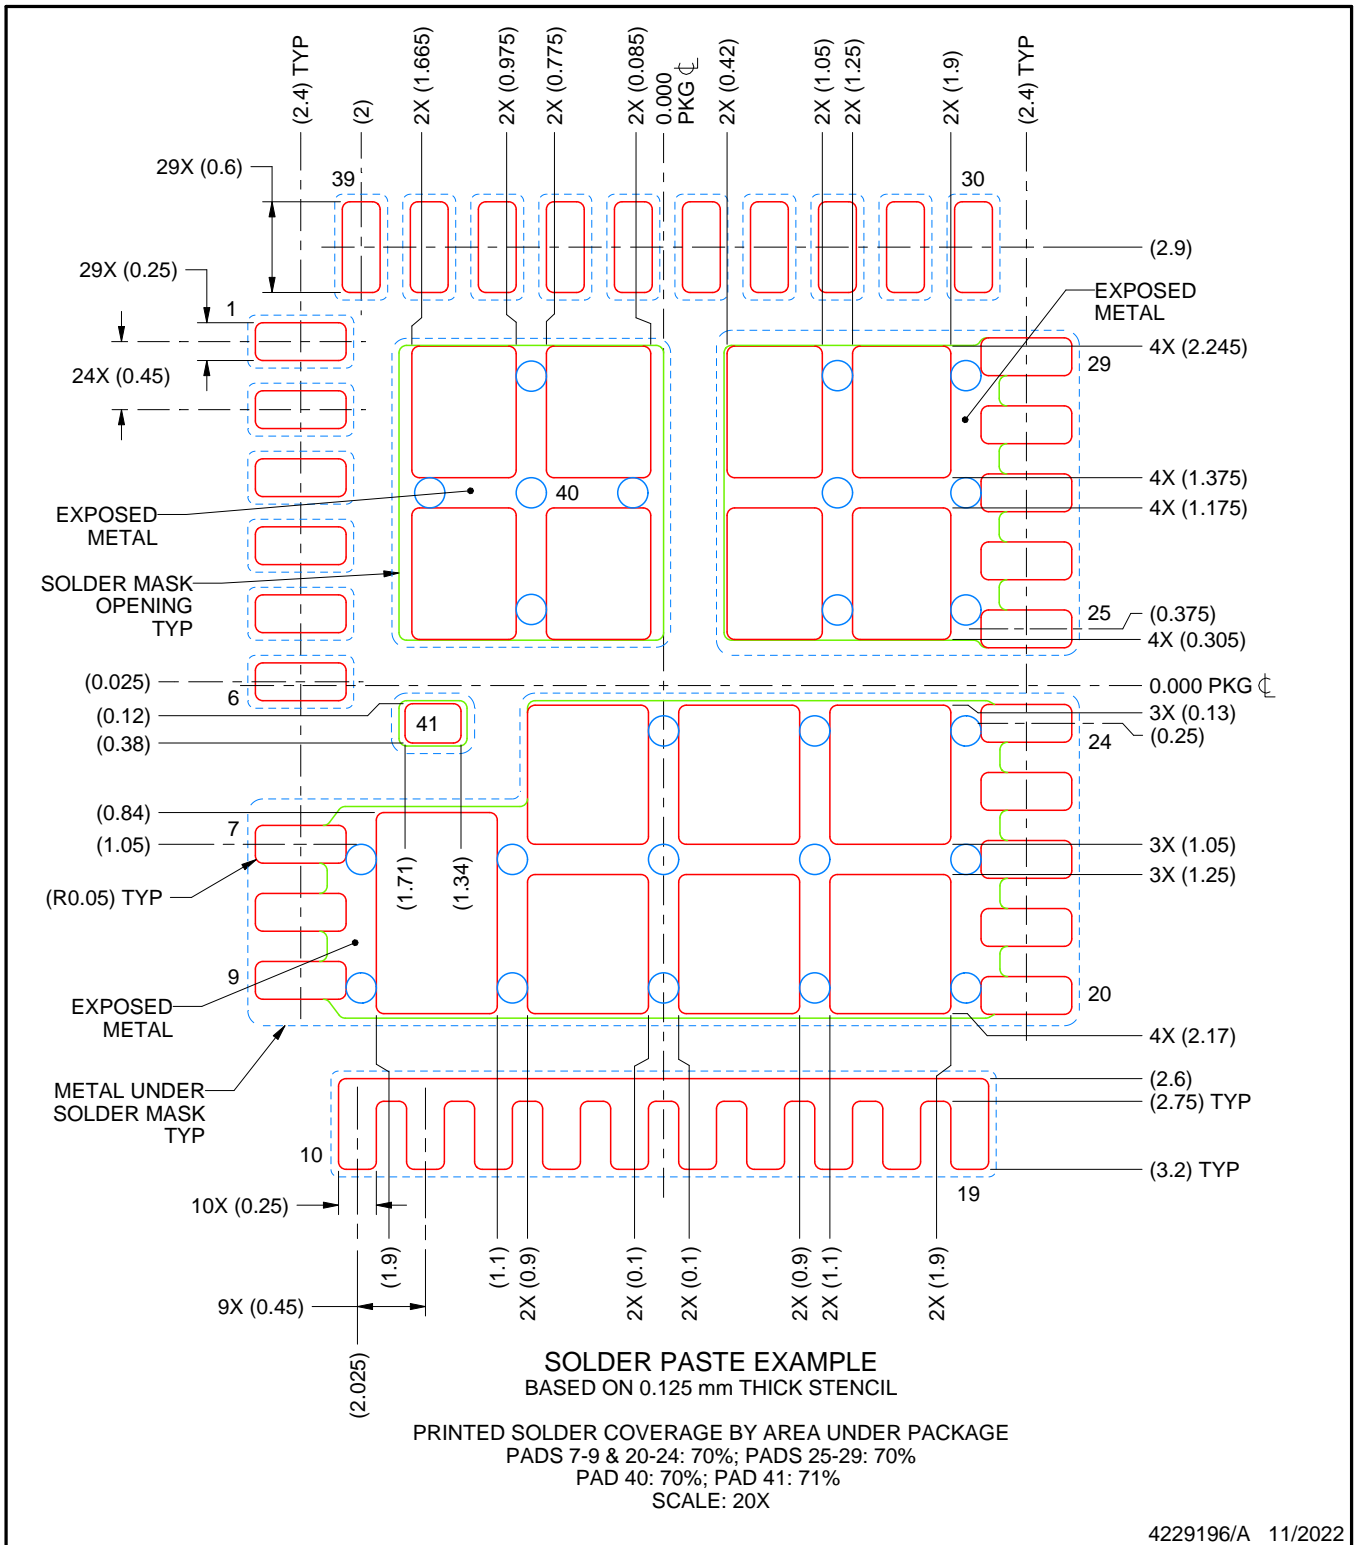 (2.4) TYP
(2)
2X (1.665)
2X (0.975)
2X (0.775)
2X (0.085)
0.000
PKG ℄
2X (0.42)
2X (1.05)
2X (1.25)
2X (1.9)
(2.4) TYP
29X (0.6)
39
30
(2.9)
29X (0.25)
1
EXPOSED
METAL
24X (0.45)
4X (2.245)
29
4X (1.375)
40
4X (1.175)
EXPOSED
METAL
SOLDER MASK
OPENING
TYP
25
(0.375)
4X (0.305)
(0.025)
6
0.000 PKG ℄
(0.12)
41
3X (0.13)
(0.38)
24
(0.25)
(0.84)
7
(1.05)
3X (1.05)
(1.71)
(1.34)
3X (1.25)
(R0.05) TYP
9
20
EXPOSED
METAL
4X (2.17)
METAL UNDER
SOLDER MASK
TYP
(2.6)
(2.75) TYP
10
(3.2) TYP
19
10X (0.25)
(1.9)
(1.1)
2X (0.9)
2X (0.1)
2X (0.1)
2X (0.9)
2X (1.1)
2X (1.9)
9X (0.45)
(2.025)
SOLDER PASTE EXAMPLE
BASED ON 0.125 mm THICK STENCIL
PRINTED SOLDER COVERAGE BY AREA UNDER PACKAGE
PADS 7-9 & 20-24: 70%; PADS 25-29: 70%
PAD 40: 70%; PAD 41: 71%
SCALE: 20X
4229196/A 11/2022